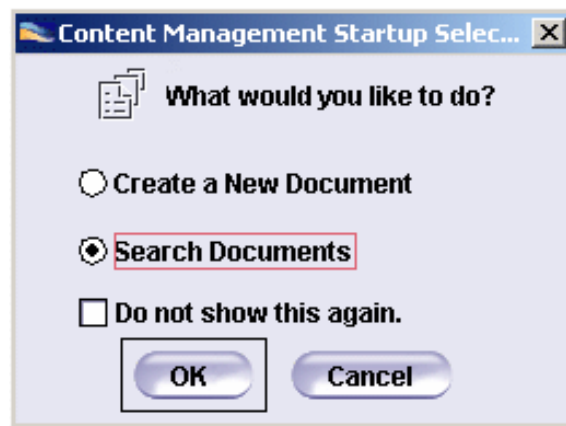 Content Management Startup Selec...
What would you like to do?
Create a New Document
Search Documents
Do not show this again.
OK Cancel